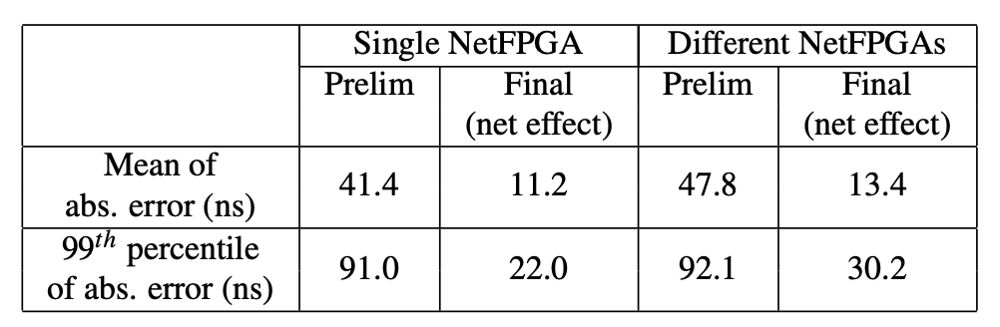 Single NetFPGA Different NetFPGAs
Prelim Final (net effect) Prelim Final (net effect)
Mean of abs. error (ns) 41.4 11.2 47.8 13.4
99th percentile of abs. error (ns) 91.0 22.0 92.1 30.2